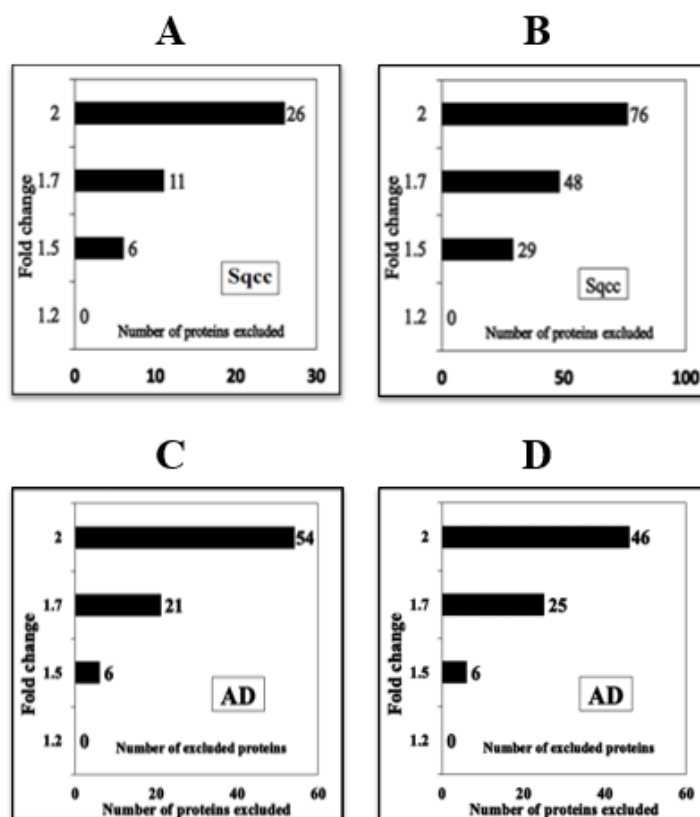 A
B
Fold change
2
26
1.7
11
1.5
6
Sqcc
1.2
0
Number of proteins excluded
0
10
20
30
Fold change
2
76
1.7
48
1.5
29
Sqcc
1.2
0
Number of proteins excluded
0
50
100
C
D
Fold change
2
54
1.7
21
1.5
6
AD
1.2
0
Number of excluded proteins
0
20
40
60
Number of proteins excluded
Fold change
2
46
1.7
25
1.5
6
AD
1.2
0
Number of excluded proteins
0
20
40
60
Number of proteins excluded